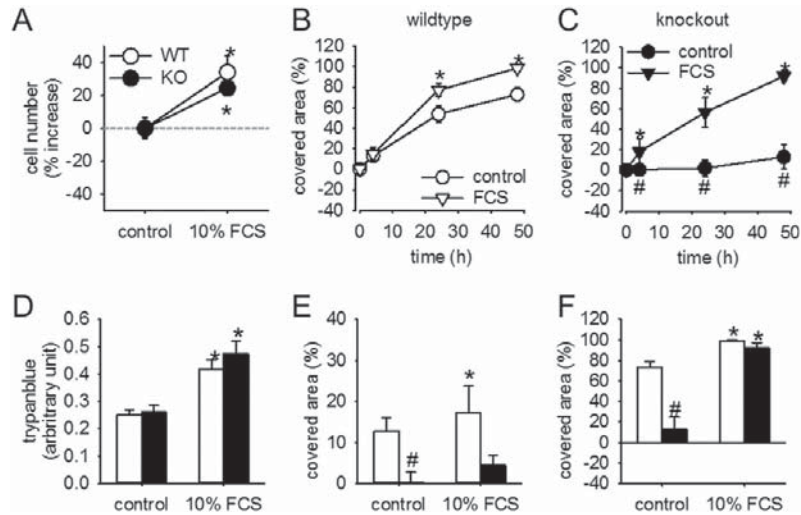 A
WT
KO
cell number
(% increase)
40
20
0
-20
-40
*
*
control
10% FCS
B
wildtype
covered area (%)
120
100
80
60
40
20
0
-20
-40
*
*
control
FCS
0 10 20 30 40 50
time (h)
C
knockout
control
FCS
covered area (%)
120
100
80
60
40
20
0
-20
-40
*
*
*
#
#
#
0 10 20 30 40 50
time (h)
D
trypanblue
(arbritrary unit)
0.6
0.5
0.4
0.3
0.2
0.1
0.0
*
*
control
10% FCS
E
covered area (%)
40
30
20
10
0
#
*
control
10% FCS
F
covered area (%)
100
80
60
40
20
0
-20
-40
#
*
*
control
10% FCS